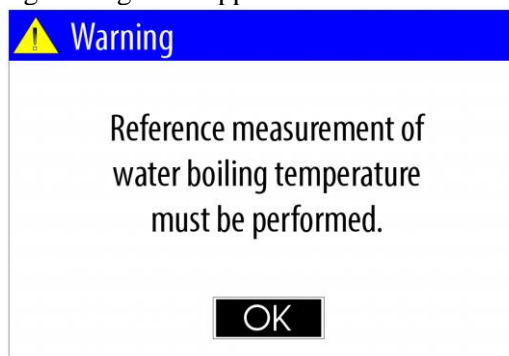 Warning
Reference measurement of
water boiling temperature
must be performed.
OK